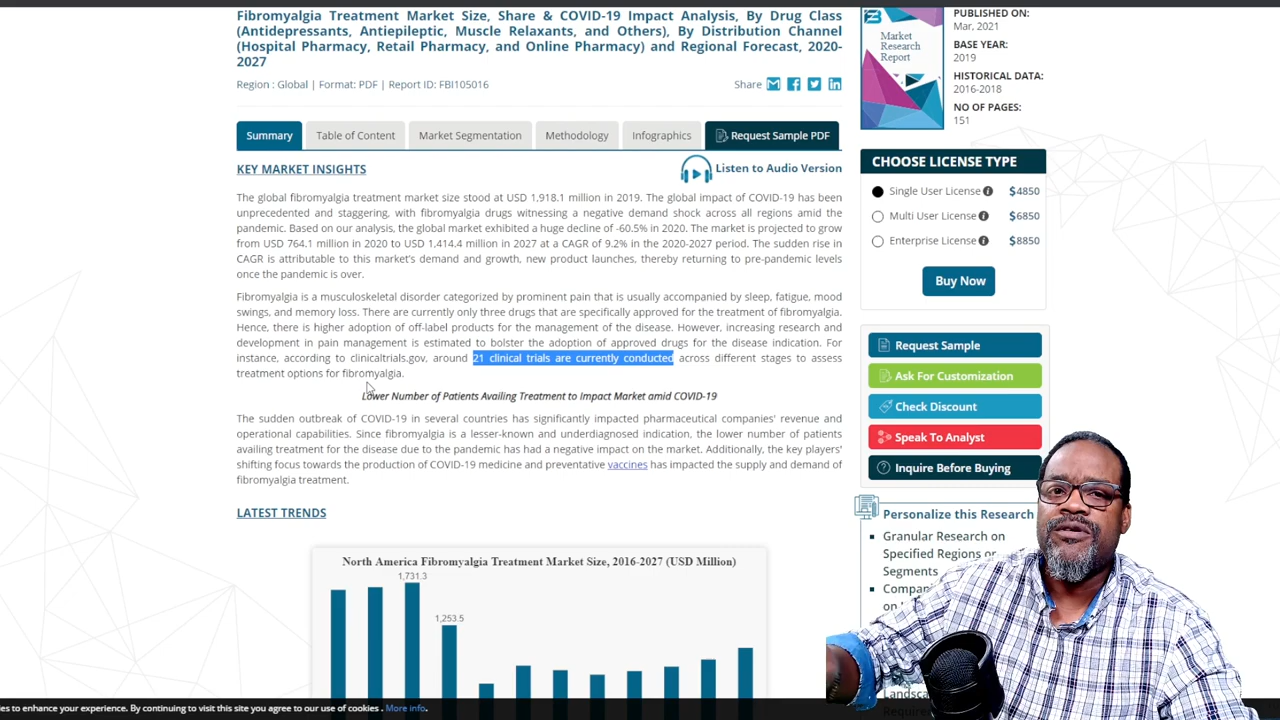 Fibromyalgia Treatment Market Size, Share & COVID-19 Impact Analysis, By Drug Class
(Antidepressants, Antiepileptic, Muscle Relaxants, and Others), By Distribution Channel
(Hospital Pharmacy, Retail Pharmacy, and Online Pharmacy) and Regional Forecast, 2020-
2027
Region : Global | Format: PDF | Report ID: FBI105016
Share
Summary
Table of Content
Market Segmentation
Methodology
Infographics
Request Sample PDF
KEY MARKET INSIGHTS
Listen to Audio Version
The global fibromyalgia treatment market size stood at USD 1,918.1 million in 2019. The global impact of COVID-19 has been
unprecedented and staggering, with fibromyalgia drugs witnessing a negative demand shock across all regions amid the
pandemic. Based on our analysis, the global market exhibited a huge decline of -60.5% in 2020. The market is projected to grow
from USD 764.1 million in 2020 to USD 1,414.4 million in 2027 at a CAGR of 9.2% in the 2020-2027 period. The sudden rise in
CAGR is attributable to this market's demand and growth, new product launches, thereby returning to pre-pandemic levels
once the pandemic is over.
Fibromyalgia is a musculoskeletal disorder categorized by prominent pain that is usually accompanied by sleep, fatigue, mood
swings, and memory loss. There are currently only three drugs that are specifically approved for the treatment of fibromyalgia.
Hence, there is higher adoption of off-label products for the management of the disease. However, increasing research and
development in pain management is estimated to bolster the adoption of approved drugs for the disease indication. For
instance, according to clinicaltrials.gov, around 21 clinical trials are currently conducted across different stages to assess
treatment options for fibromyalgia.
Lower Number of Patients Availing Treatment to Impact Market amid COVID-19
The sudden outbreak of COVID-19 in several countries has significantly impacted pharmaceutical companies' revenue and
operational capabilities. Since fibromyalgia is a lesser-known and underdiagnosed indication, the lower number of patients
availing treatment for the disease due to the pandemic has had a negative impact on the market. Additionally, the key players'
shifting focus towards the production of COVID-19 medicine and preventative vaccines has impacted the supply and demand of
fibromyalgia treatment.
LATEST TRENDS
North America Fibromyalgia Treatment Market Size, 2016-2027 (USD Million)
1,731.3
1,253.5
Market
Research
Report
PUBLISHED ON:
Mar, 2021
BASE YEAR:
2019
HISTORICAL DATA:
2016-2018
NO OF PAGES:
151
CHOOSE LICENSE TYPE
Single User License $4850
Multi User License $6850
Enterprise License $8850
Buy Now
Request Sample
Ask For Customization
Check Discount
Speak To Analyst
Inquire Before Buying
Personalize this Research
Granular Research on
Specified Regions or
Segments
on
es to enhance your experience. By continuing to visit this site you agree to our use of cookies . More info.